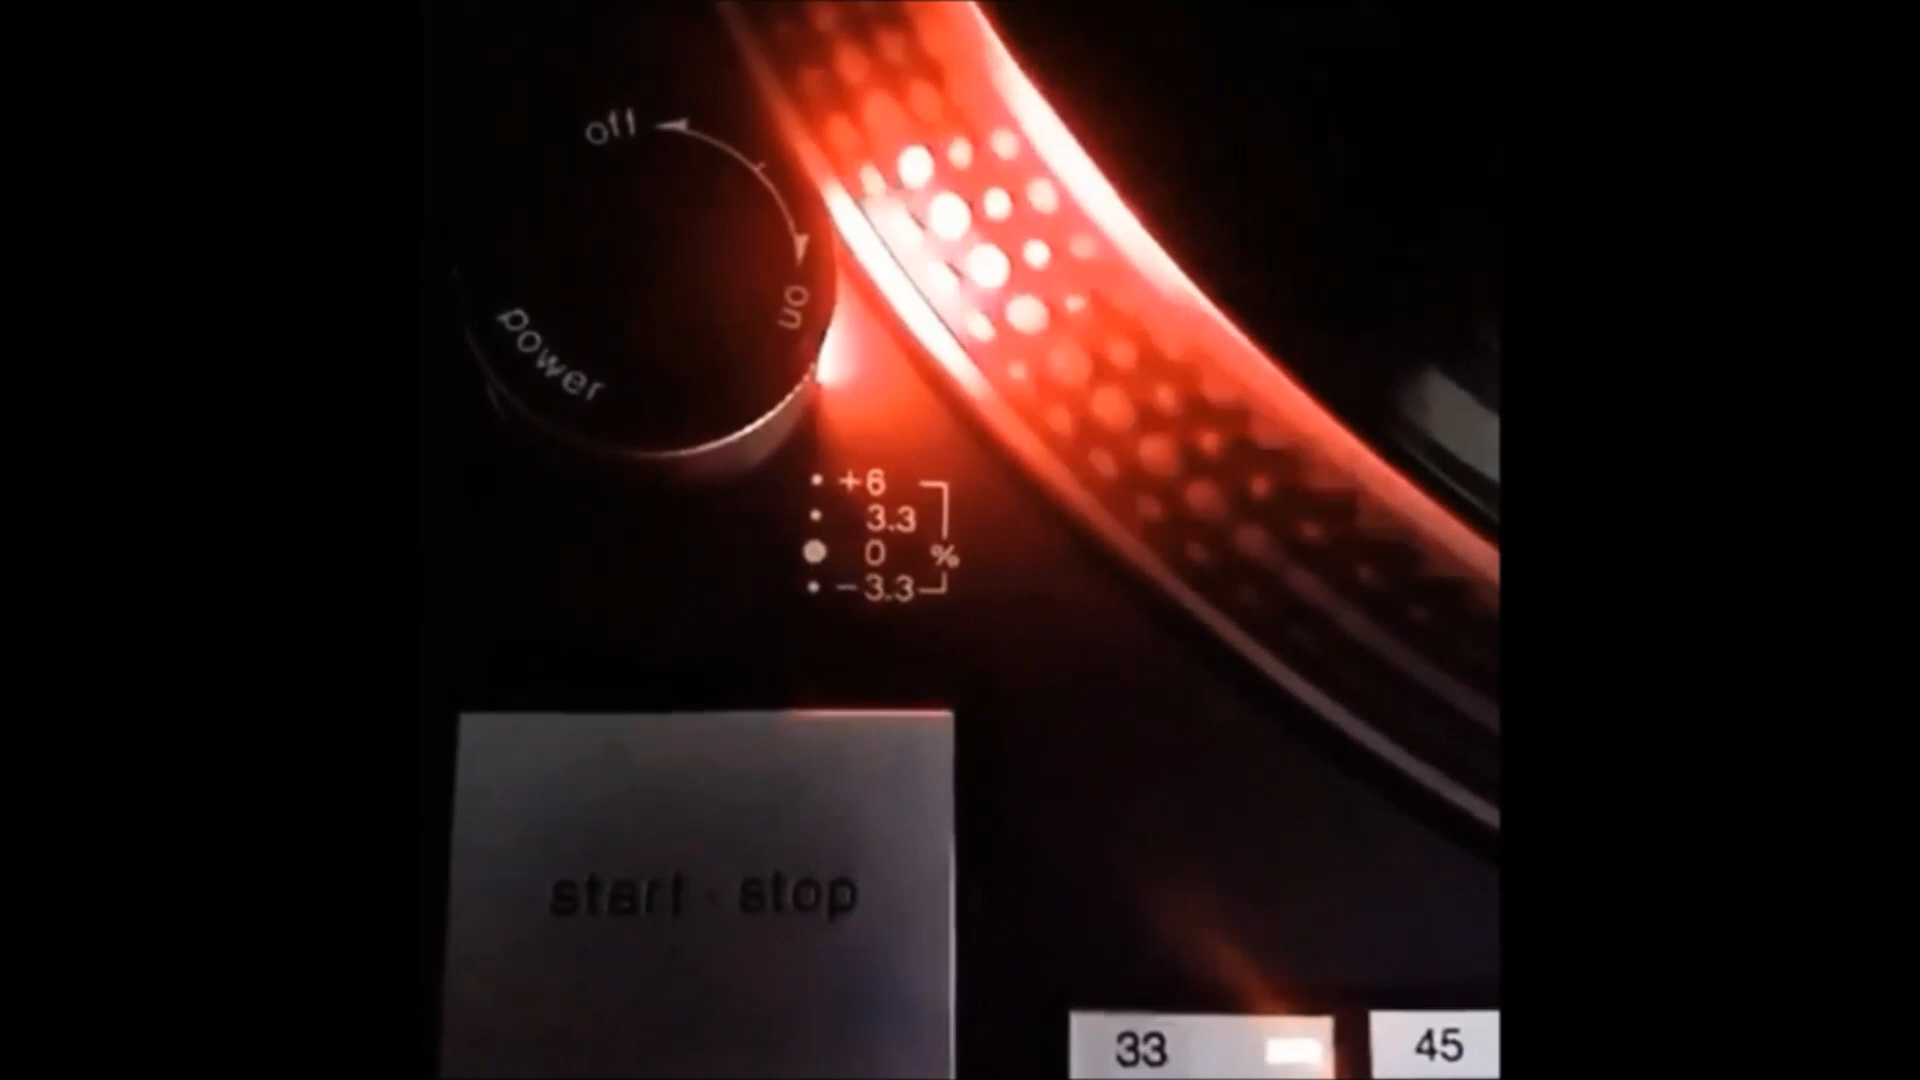 off
on
power
+6
3.3
0 %
−3.3
start · stop
33
45